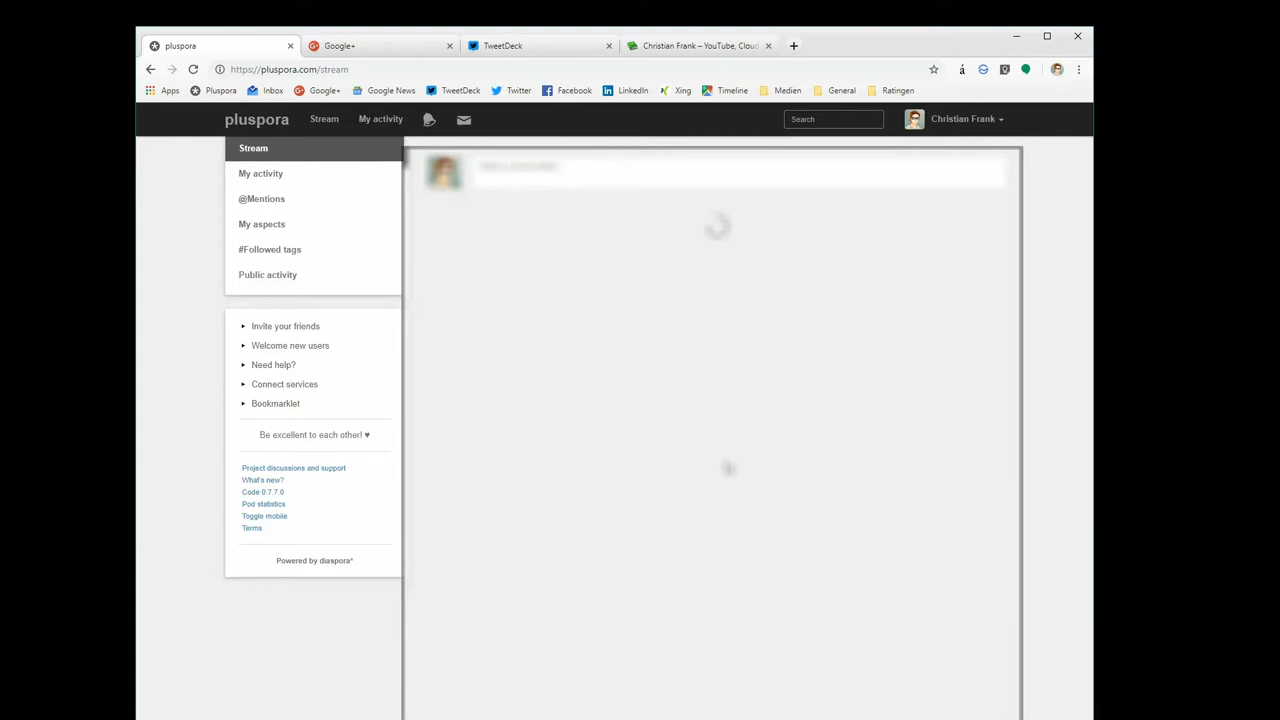 pluspora
Google+
TweetDeck
Christian Frank – YouTube, Cloud
https://pluspora.com/stream
Apps
Pluspora
Inbox
Google+
Google News
TweetDeck
Twitter
Facebook
LinkedIn
Xing
Timeline
Medien
General
Ratingen
pluspora
Stream
My activity
Search
Christian Frank
Stream
My activity
@Mentions
My aspects
#Followed tags
Public activity
Invite your friends
Welcome new users
Need help?
Connect services
Bookmarklet
Be excellent to each other! ♥
Project discussions and support
What's new?
Code 0.7.7.0
Pod statistics
Toggle mobile
Terms
Powered by diaspora*